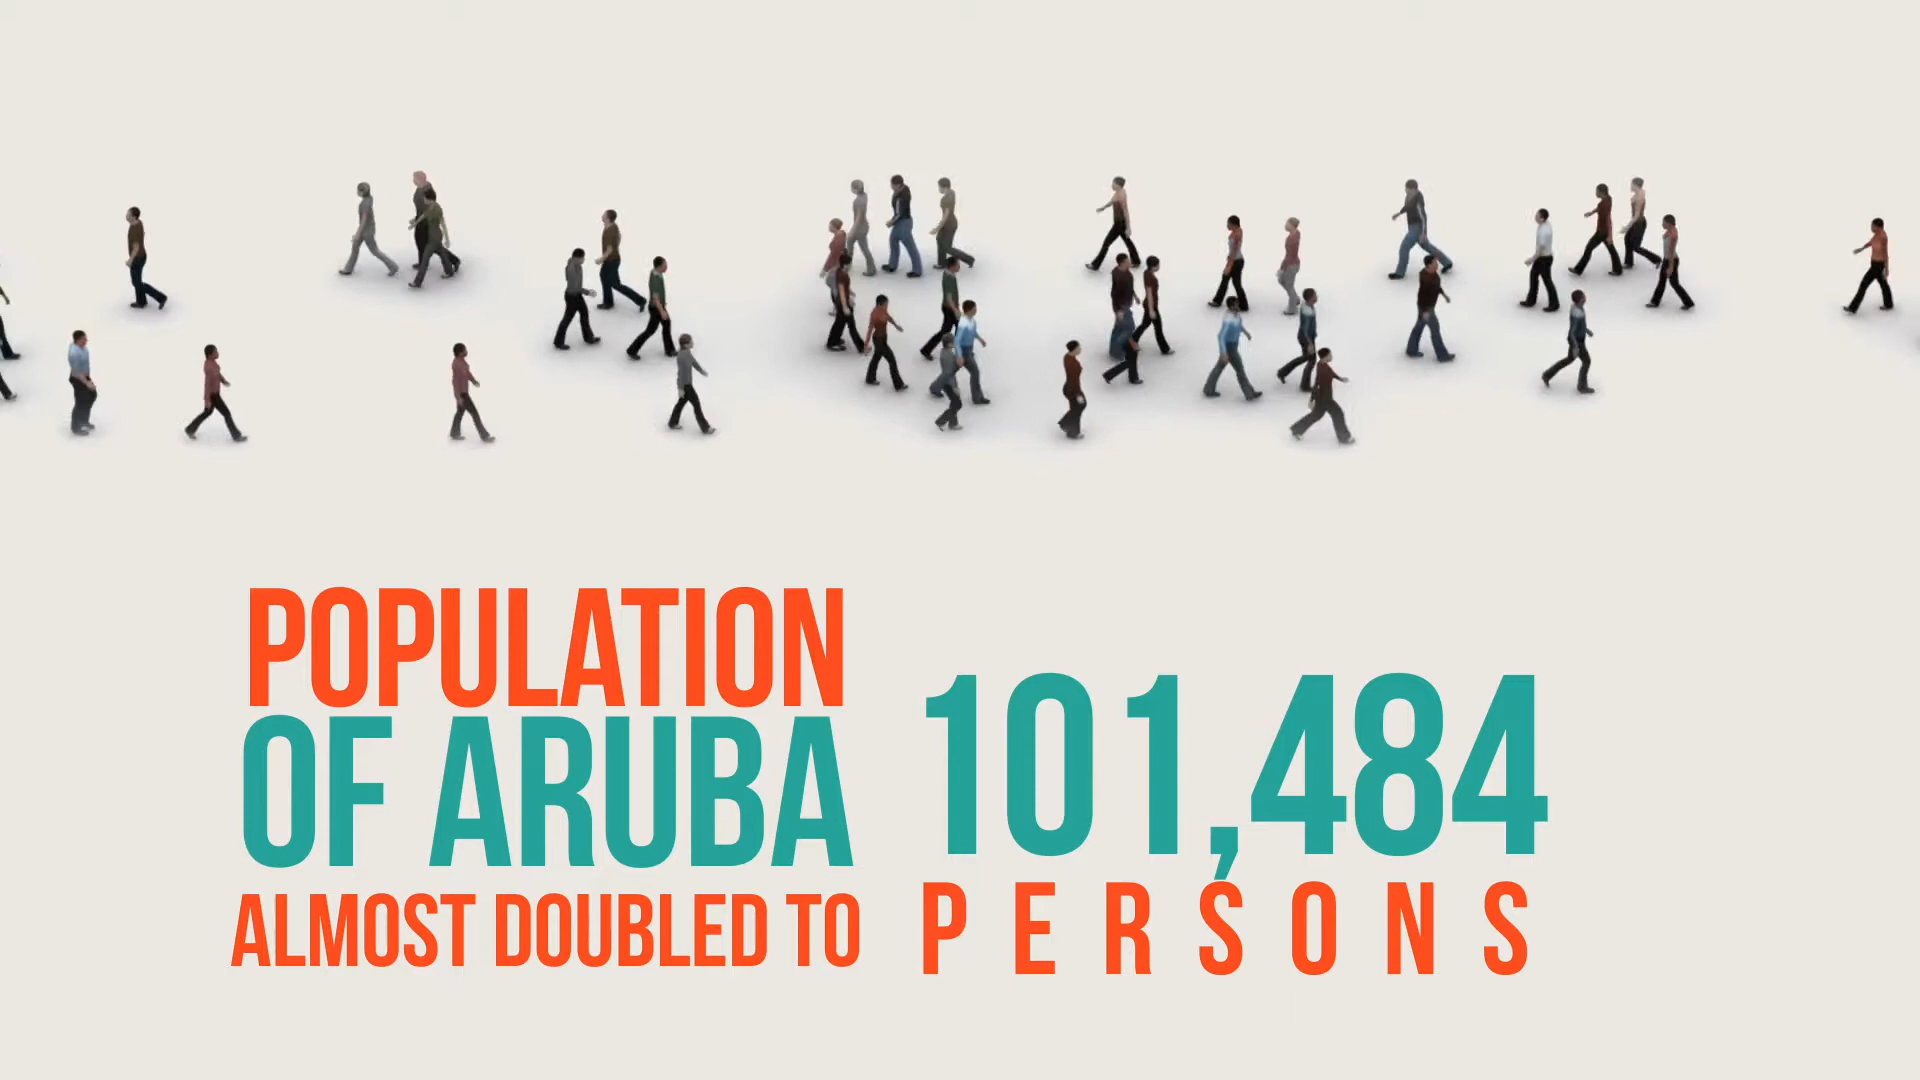 POPULATION
OF ARUBA
ALMOST DOUBLED TO
101,484
PERSONS